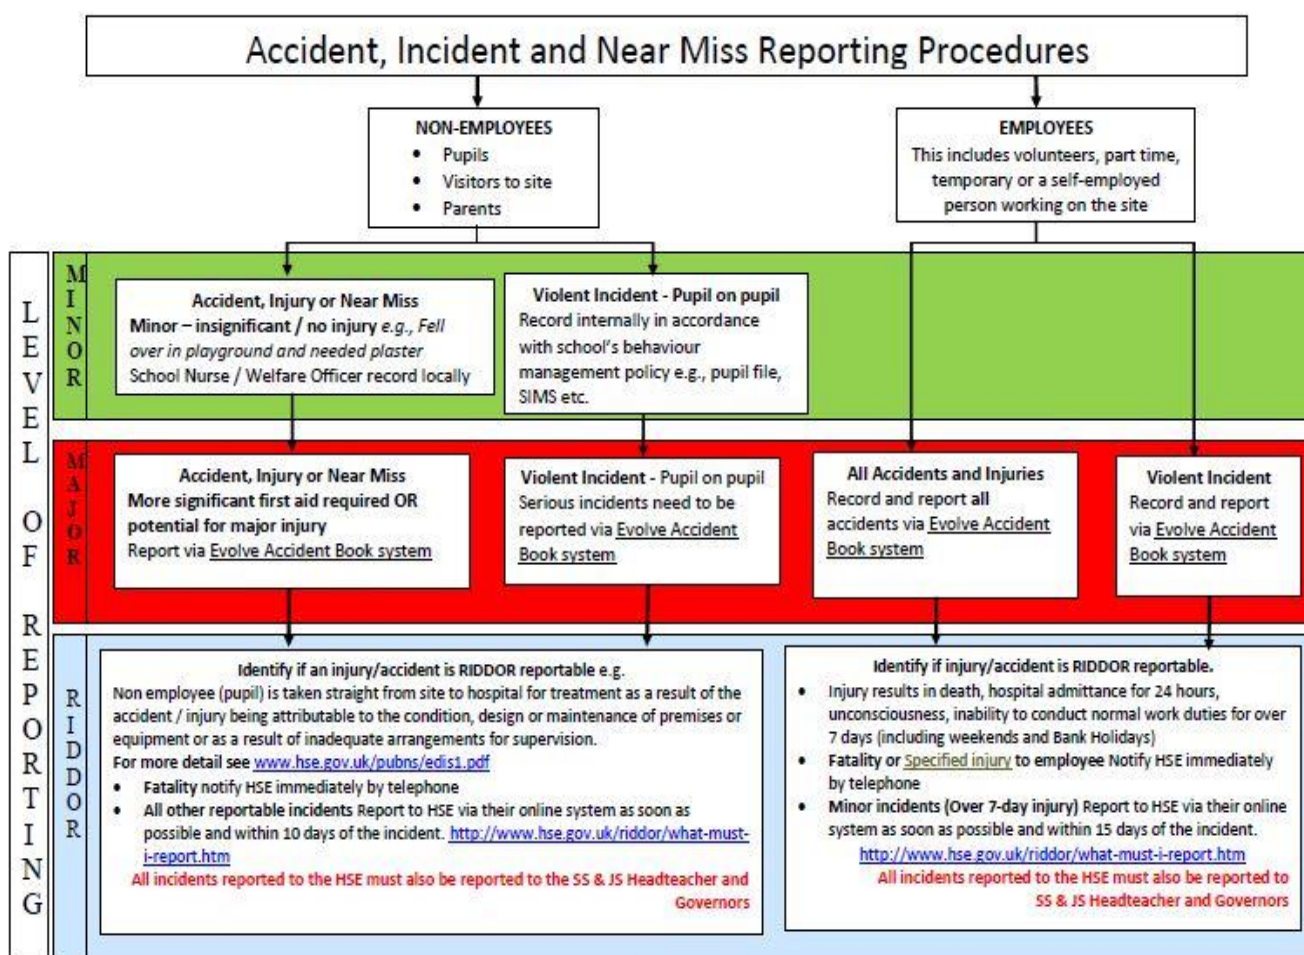 Accident, Incident and Near Miss Reporting Procedures
NON-EMPLOYEES
• Pupils
• Visitors to site
• Parents
EMPLOYEES
This includes volunteers, part time,
temporary or a self-employed
person working on the site
LEVEL OF REPORTING
MINOR
Accident, Injury or Near Miss
Minor – insignificant / no injury e.g., Fell
over in playground and needed plaster
School Nurse / Welfare Officer record locally
Violent Incident - Pupil on pupil
Record internally in accordance
with school's behaviour
management policy e.g., pupil file,
SIMS etc.
MAJOR
Accident, Injury or Near Miss
More significant first aid required OR
potential for major injury
Report via Evolve Accident Book system
Violent Incident - Pupil on pupil
Serious incidents need to be
reported via Evolve Accident
Book system
All Accidents and Injuries
Record and report all
accidents via Evolve Accident
Book system
Violent Incident
Record and report
via Evolve Accident
Book system
RIDDOR
Identify if an injury/accident is RIDDOR reportable e.g.
Non employee (pupil) is taken straight from site to hospital for treatment as a result of the
accident / injury being attributable to the condition, design or maintenance of premises or
equipment or as a result of inadequate arrangements for supervision.
For more detail see www.hse.gov.uk/pubns/edis1.pdf
• Fatality notify HSE immediately by telephone
• All other reportable incidents Report to HSE via their online system as soon as
possible and within 10 days of the incident. http://www.hse.gov.uk/riddor/what-must-
i-report.htm
All incidents reported to the HSE must also be reported to the SS & JS Headteacher and
Governors
Identify if injury/accident is RIDDOR reportable.
• Injury results in death, hospital admittance for 24 hours,
unconsciousness, inability to conduct normal work duties for over
7 days (including weekends and Bank Holidays)
• Fatality or Specified injury to employee Notify HSE immediately
by telephone
• Minor incidents (Over 7-day injury) Report to HSE via their online
system as soon as possible and within 15 days of the incident.
http://www.hse.gov.uk/riddor/what-must-i-report.htm
All incidents reported to the HSE must also be reported to
SS & JS Headteacher and Governors